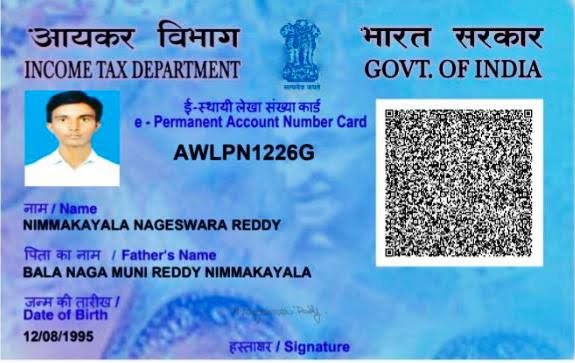 आयकर विभाग
INCOME TAX DEPARTMENT
सत्यमेव जयते
भारत सरकार
GOVT. OF INDIA
ई-स्थायी लेखा संख्या कार्ड
e - Permanent Account Number Card
AWLPN1226G
नाम / Name
NIMMAKAYALA NAGESWARA REDDY
पिता का नाम / Father's Name
BALA NAGA MUNI REDDY NIMMAKAYALA
जन्म की तारीख /
Date of Birth
12/08/1995
हस्ताक्षर / Signature